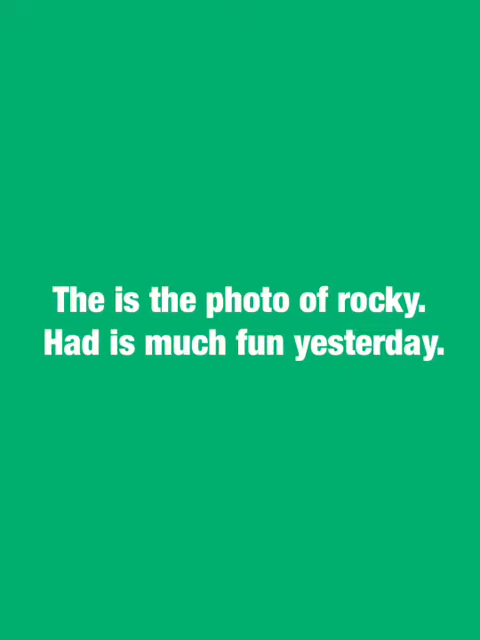 The is the photo of rocky.
Had is much fun yesterday.